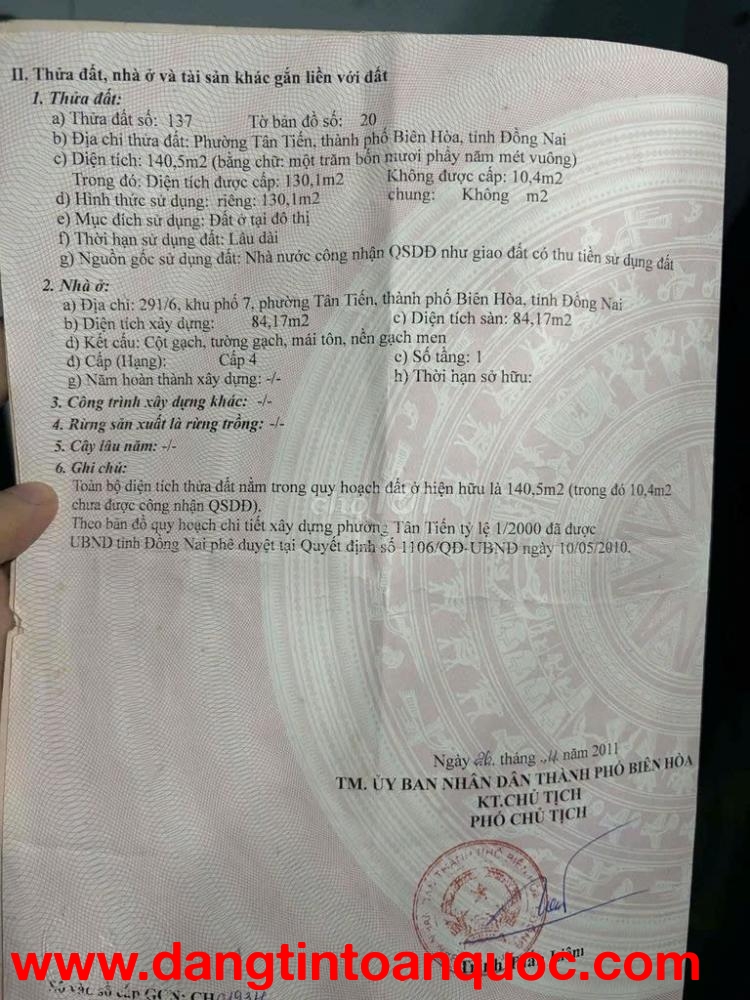 II. Thửa đất, nhà ở và tài sản khác gắn liền với đất
1. Thửa đất:
a) Thửa đất số: 137 Tờ bản đồ số: 20
b) Địa chỉ thửa đất: Phường Tân Tiến, thành phố Biên Hòa, tỉnh Đồng Nai
c) Diện tích: 140,5m2 (bằng chữ: một trăm bốn mươi phẩy năm mét vuông)
Trong đó: Diện tích được cấp: 130,1m2 Không được cấp: 10,4m2
d) Hình thức sử dụng: riêng: 130,1m2 chung: Không m2
e) Mục đích sử dụng: Đất ở tại đô thị
f) Thời hạn sử dụng đất: Lâu dài
g) Nguồn gốc sử dụng đất: Nhà nước công nhận QSDĐ như giao đất có thu tiền sử dụng đất
2. Nhà ở:
a) Địa chỉ: 291/6, khu phố 7, phường Tân Tiến, thành phố Biên Hòa, tỉnh Đồng Nai
b) Diện tích xây dựng: 84,17m2 c) Diện tích sàn: 84,17m2
d) Kết cấu: Cột gạch, tường gạch, mái tôn, nền gạch men
đ) Cấp (Hạng): Cấp 4 e) Số tầng: 1
g) Năm hoàn thành xây dựng: -/- h) Thời hạn sở hữu:
3. Công trình xây dựng khác: -/-
4. Rừng sản xuất là rừng trồng: -/-
5. Cây lâu năm: -/-
6. Ghi chú:
Toàn bộ diện tích thửa đất nằm trong quy hoạch đất ở hiện hữu là 140,5m2 (trong đó 10,4m2
chưa được công nhận QSDĐ).
Theo bản đồ quy hoạch chi tiết xây dựng phường Tân Tiến tỷ lệ 1/2000 đã được
UBND tỉnh Đồng Nai phê duyệt tại Quyết định số 1106/QĐ-UBND ngày 10/05/2010.
Ngày 26 tháng 11 năm 2011
TM. ỦY BAN NHÂN DÂN THÀNH PHỐ BIÊN HÒA
KT.CHỦ TỊCH
PHÓ CHỦ TỊCH
www.dangtintoanquoc.com
Số vào sổ cấp GCN: CH